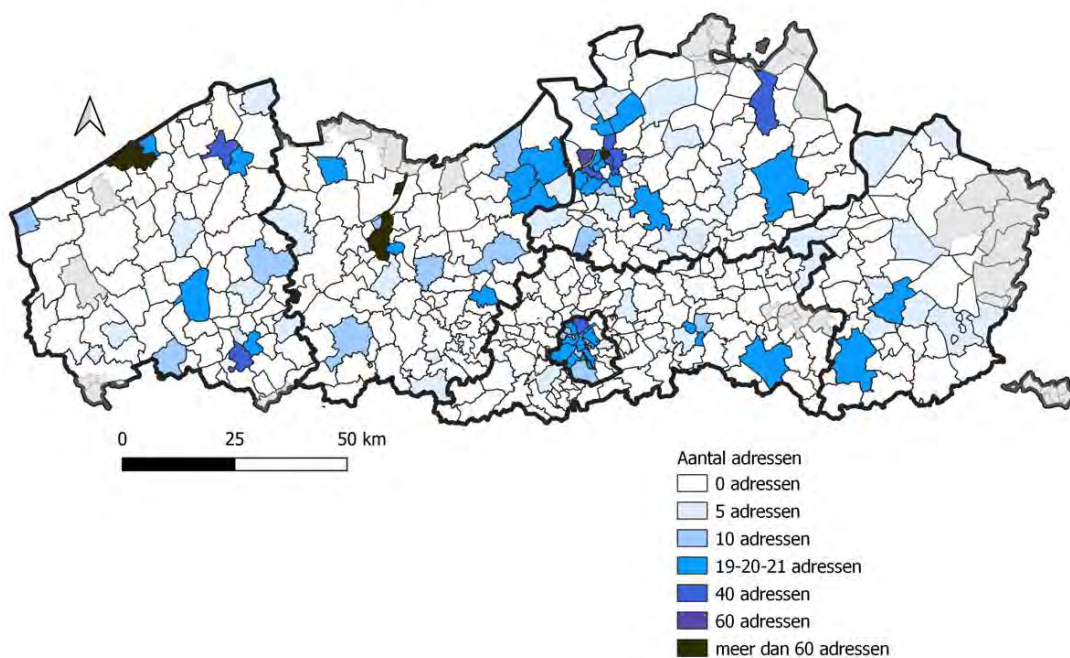 0 25 50 km
Aantal adressen
0 adressen
5 adressen
10 adressen
19-20-21 adressen
40 adressen
60 adressen
meer dan 60 adressen